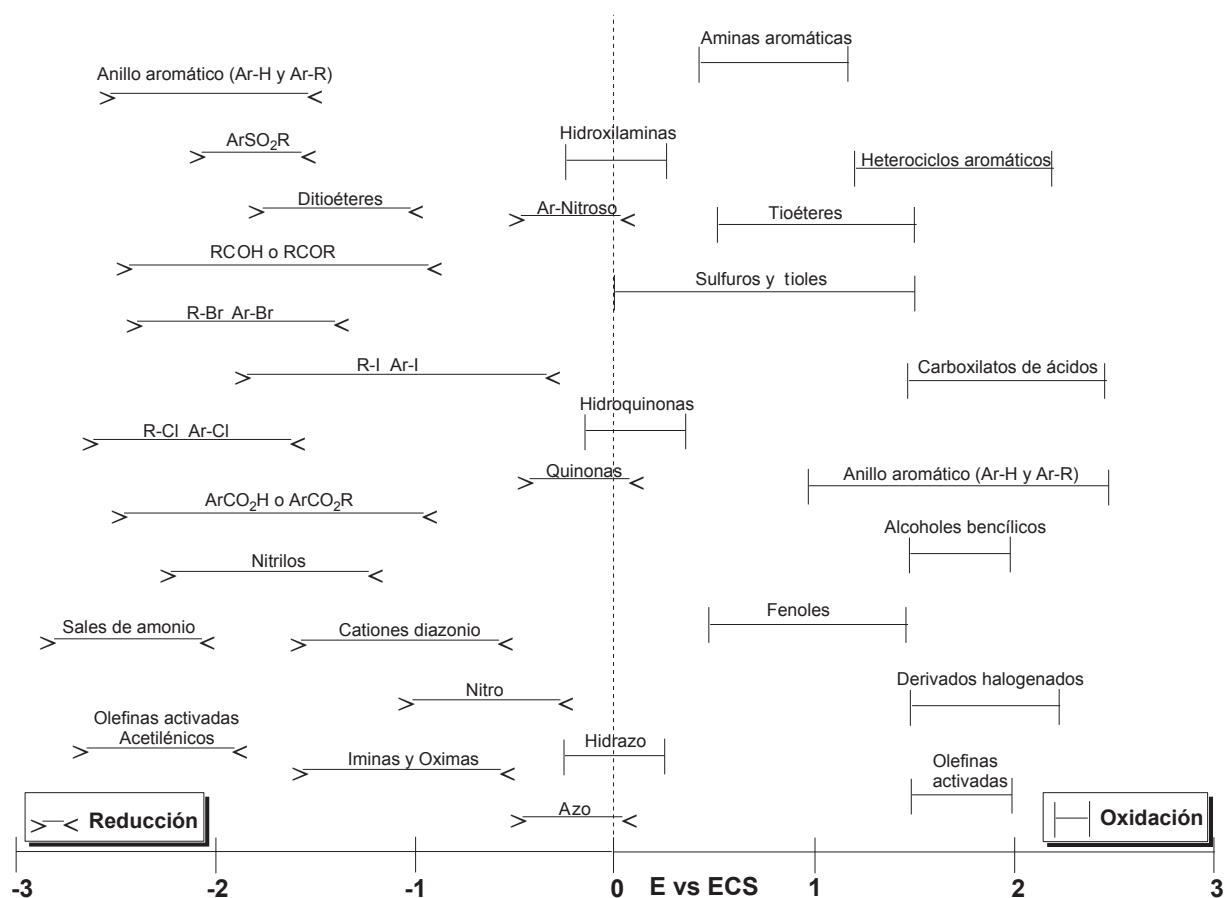 Aminas aromáticas
Anillo aromático (Ar-H y Ar-R)
ArSO₂R
Hidroxilaminas
Heterociclos aromáticos
Ditioéteres
Ar-Nitroso
Tioéteres
RCOH o RCOR
Sulfuros y tioles
R-Br Ar-Br
R-I Ar-I
Carboxilatos de ácidos
Hidroquinonas
R-Cl Ar-Cl
Quinonas
Anillo aromático (Ar-H y Ar-R)
ArCO₂H o ArCO₂R
Alcoholes bencílicos
Nitrilos
Fenoles
Sales de amonio
Cationes diazonio
Derivados halogenados
Nitro
Olefinas activadas
Acetilénicos
Hidrazo
Iminas y Oximas
Olefinas
activadas
Azo
Reducción
Oxidación
-3 -2 -1 0 E vs ECS 1 2 3